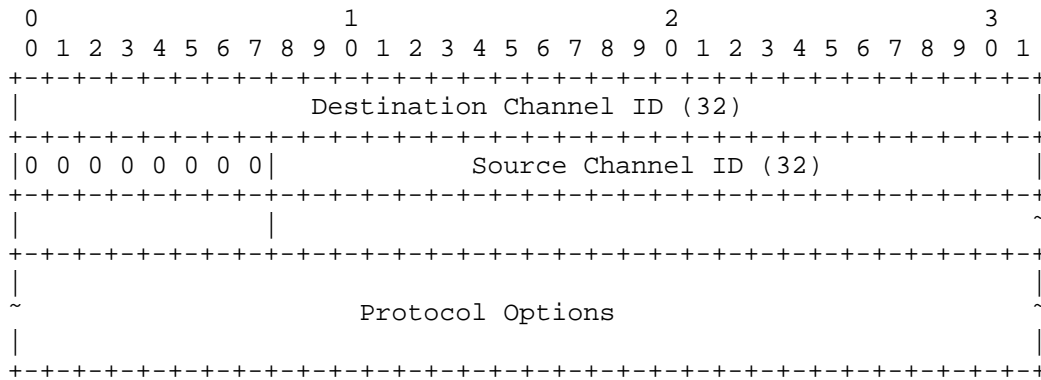 0                   1                   2                   3
 0 1 2 3 4 5 6 7 8 9 0 1 2 3 4 5 6 7 8 9 0 1 2 3 4 5 6 7 8 9 0 1
+-+-+-+-+-+-+-+-+-+-+-+-+-+-+-+-+-+-+-+-+-+-+-+-+-+-+-+-+-+-+-+-+
|                  Destination Channel ID (32)                  |
+-+-+-+-+-+-+-+-+-+-+-+-+-+-+-+-+-+-+-+-+-+-+-+-+-+-+-+-+-+-+-+-+
|0 0 0 0 0 0 0 0|            Source Channel ID (32)             |
+-+-+-+-+-+-+-+-+-+-+-+-+-+-+-+-+-+-+-+-+-+-+-+-+-+-+-+-+-+-+-+-+
|               |                                               ~
+-+-+-+-+-+-+-+-+-+-+-+-+-+-+-+-+-+-+-+-+-+-+-+-+-+-+-+-+-+-+-+-+
|                                                               |
~                     Protocol Options                          ~
|                                                               |
+-+-+-+-+-+-+-+-+-+-+-+-+-+-+-+-+-+-+-+-+-+-+-+-+-+-+-+-+-+-+-+-+